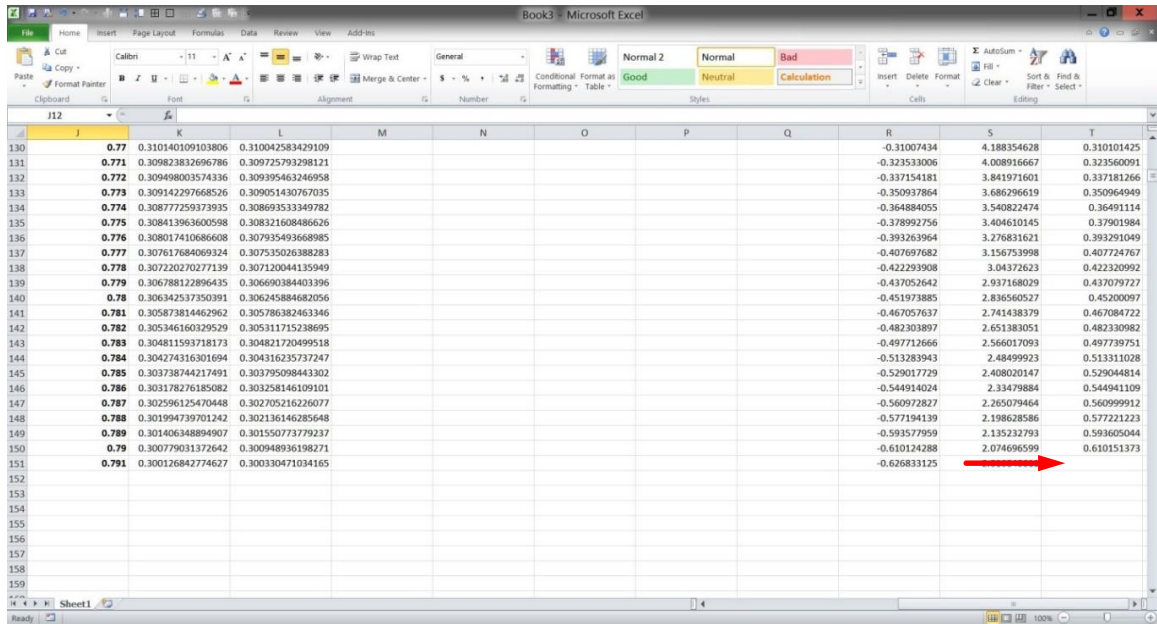 Book3 - Microsoft Excel
File Home Insert Page Layout Formulas Data Review View Add-Ins
Cut
Copy
Format Painter
Paste
Calibri 11
B I U
Wrap Text
Merge & Center
General
$ % ,
Conditional Formatting Format as Table
Normal 2 Normal Bad
Good Neutral Calculation
Insert Delete Format
AutoSum
Fill
Clear
Sort & Filter Find & Select
Clipboard Font Alignment Number Styles Cells Editing
J12 fx
J K L M N O P Q R S T
130 0.77 0.310140109103806 0.310042583429109 -0.31007434 4.188354628 0.310101425
131 0.771 0.309823832696786 0.309725793298121 -0.323533006 4.008916667 0.323560091
132 0.772 0.309498003574336 0.309395463246958 -0.337154181 3.841971601 0.337181266
133 0.773 0.309142297668526 0.309051430767035 -0.350937864 3.686296619 0.350964949
134 0.774 0.308777259373935 0.308693533349782 -0.364884055 3.540822474 0.36491114
135 0.775 0.308413963600598 0.308321608486626 -0.378992756 3.404610145 0.37901984
136 0.776 0.308017410686608 0.307935493668985 -0.393263964 3.276831621 0.393291049
137 0.777 0.307617684069324 0.307535026388283 -0.407697682 3.156753998 0.407724767
138 0.778 0.307220270277139 0.307120044135949 -0.422293908 3.04372623 0.422320992
139 0.779 0.306788122896435 0.306690384403396 -0.437052642 2.937168029 0.437079727
140 0.78 0.306342537350391 0.306245884682056 -0.451973885 2.836560527 0.45200097
141 0.781 0.305873814462962 0.305786382463346 -0.467057637 2.741438379 0.467084722
142 0.782 0.305346160329529 0.305311715238695 -0.482303897 2.651383051 0.482330982
143 0.783 0.304811593718173 0.304821720499518 -0.497712666 2.566017093 0.497739751
144 0.784 0.304274316301694 0.304316235737247 -0.513283943 2.48499923 0.513311028
145 0.785 0.303738744217491 0.303795098443302 -0.529017729 2.408020147 0.529044814
146 0.786 0.303178276185082 0.303258146109101 -0.544914024 2.33479884 0.544941109
147 0.787 0.302596125470448 0.302705216226077 -0.560972827 2.265079464 0.560999912
148 0.788 0.301994739701242 0.302136146285648 -0.577194139 2.198628586 0.577221223
149 0.789 0.301406348894907 0.301550773779237 -0.593577959 2.135232793 0.593605044
150 0.79 0.300779031372642 0.300948936198271 -0.610124288 2.074696599 0.610151373
151 0.791 0.300126842774627 0.300330471034165 -0.626833125
152
153
154
155
156
157
158
159
Sheet1
Ready 100%